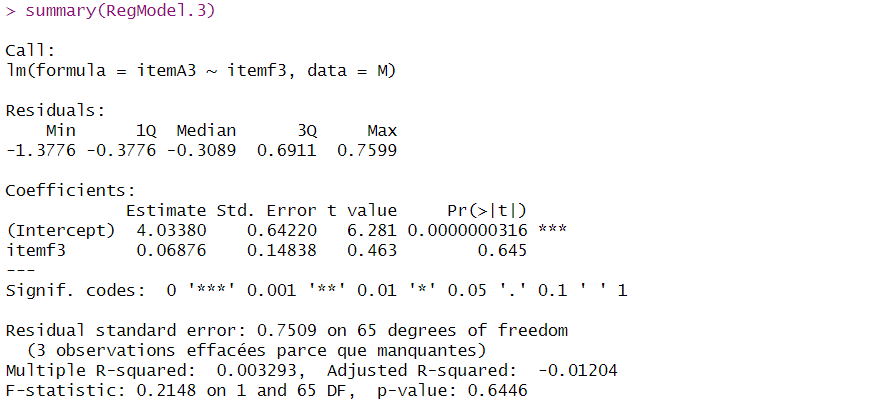 > summary(RegModel.3)
Call:
lm(formula = itemA3 ~ itemf3, data = M)
Residuals:
    Min      1Q  Median      3Q     Max
-1.3776 -0.3776 -0.3089  0.6911  0.7599
Coefficients:
            Estimate Std. Error t value     Pr(>|t|)
(Intercept)  4.03380    0.64220   6.281 0.0000000316 ***
itemf3       0.06876    0.14838   0.463        0.645
---
Signif. codes:  0 '***' 0.001 '**' 0.01 '*' 0.05 '.' 0.1 ' ' 1
Residual standard error: 0.7509 on 65 degrees of freedom
  (3 observations effacées parce que manquantes)
Multiple R-squared:  0.003293,  Adjusted R-squared:  -0.01204
F-statistic: 0.2148 on 1 and 65 DF,  p-value: 0.6446